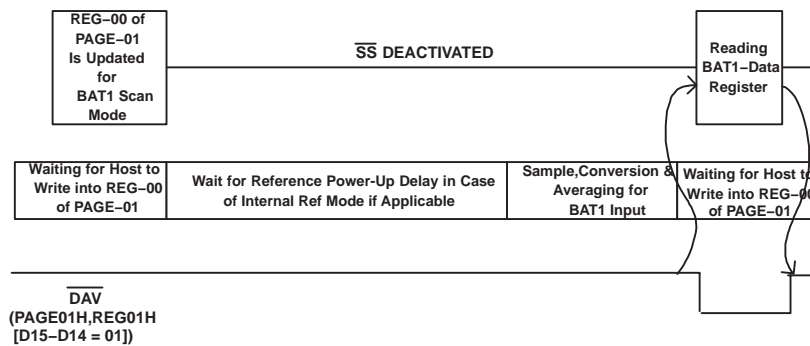 REG−00 of
PAGE−01
Is Updated
for
BAT1 Scan
Mode
SS DEACTIVATED
Reading
BAT1−Data
Register
Waiting for Host to
Write into REG−00
of PAGE−01
Wait for Reference Power-Up Delay in Case
of Internal Ref Mode if Applicable
Sample,Conversion &
Averaging for
BAT1 Input
Waiting for Host to
Write into REG−00
of PAGE−01
DAV
(PAGE01H,REG01H
[D15−D14 = 01])